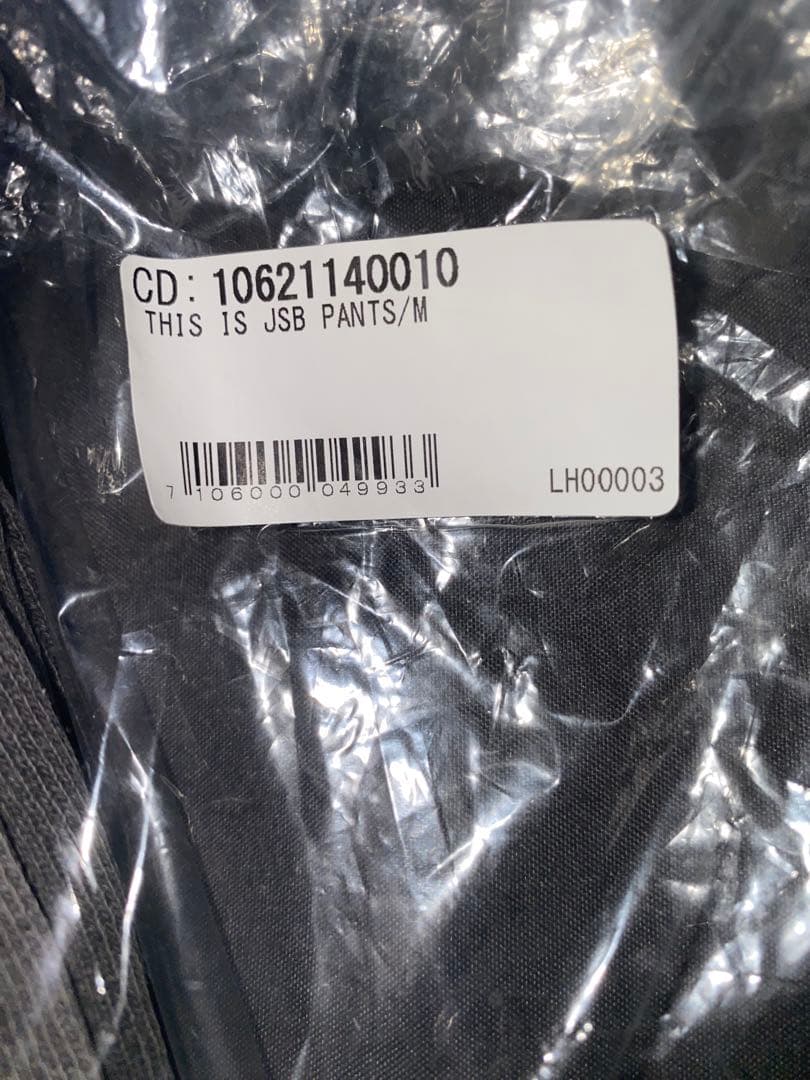 CD: 10621140010
THIS IS JSB PANTS/M
7 106000 049933
LH00003